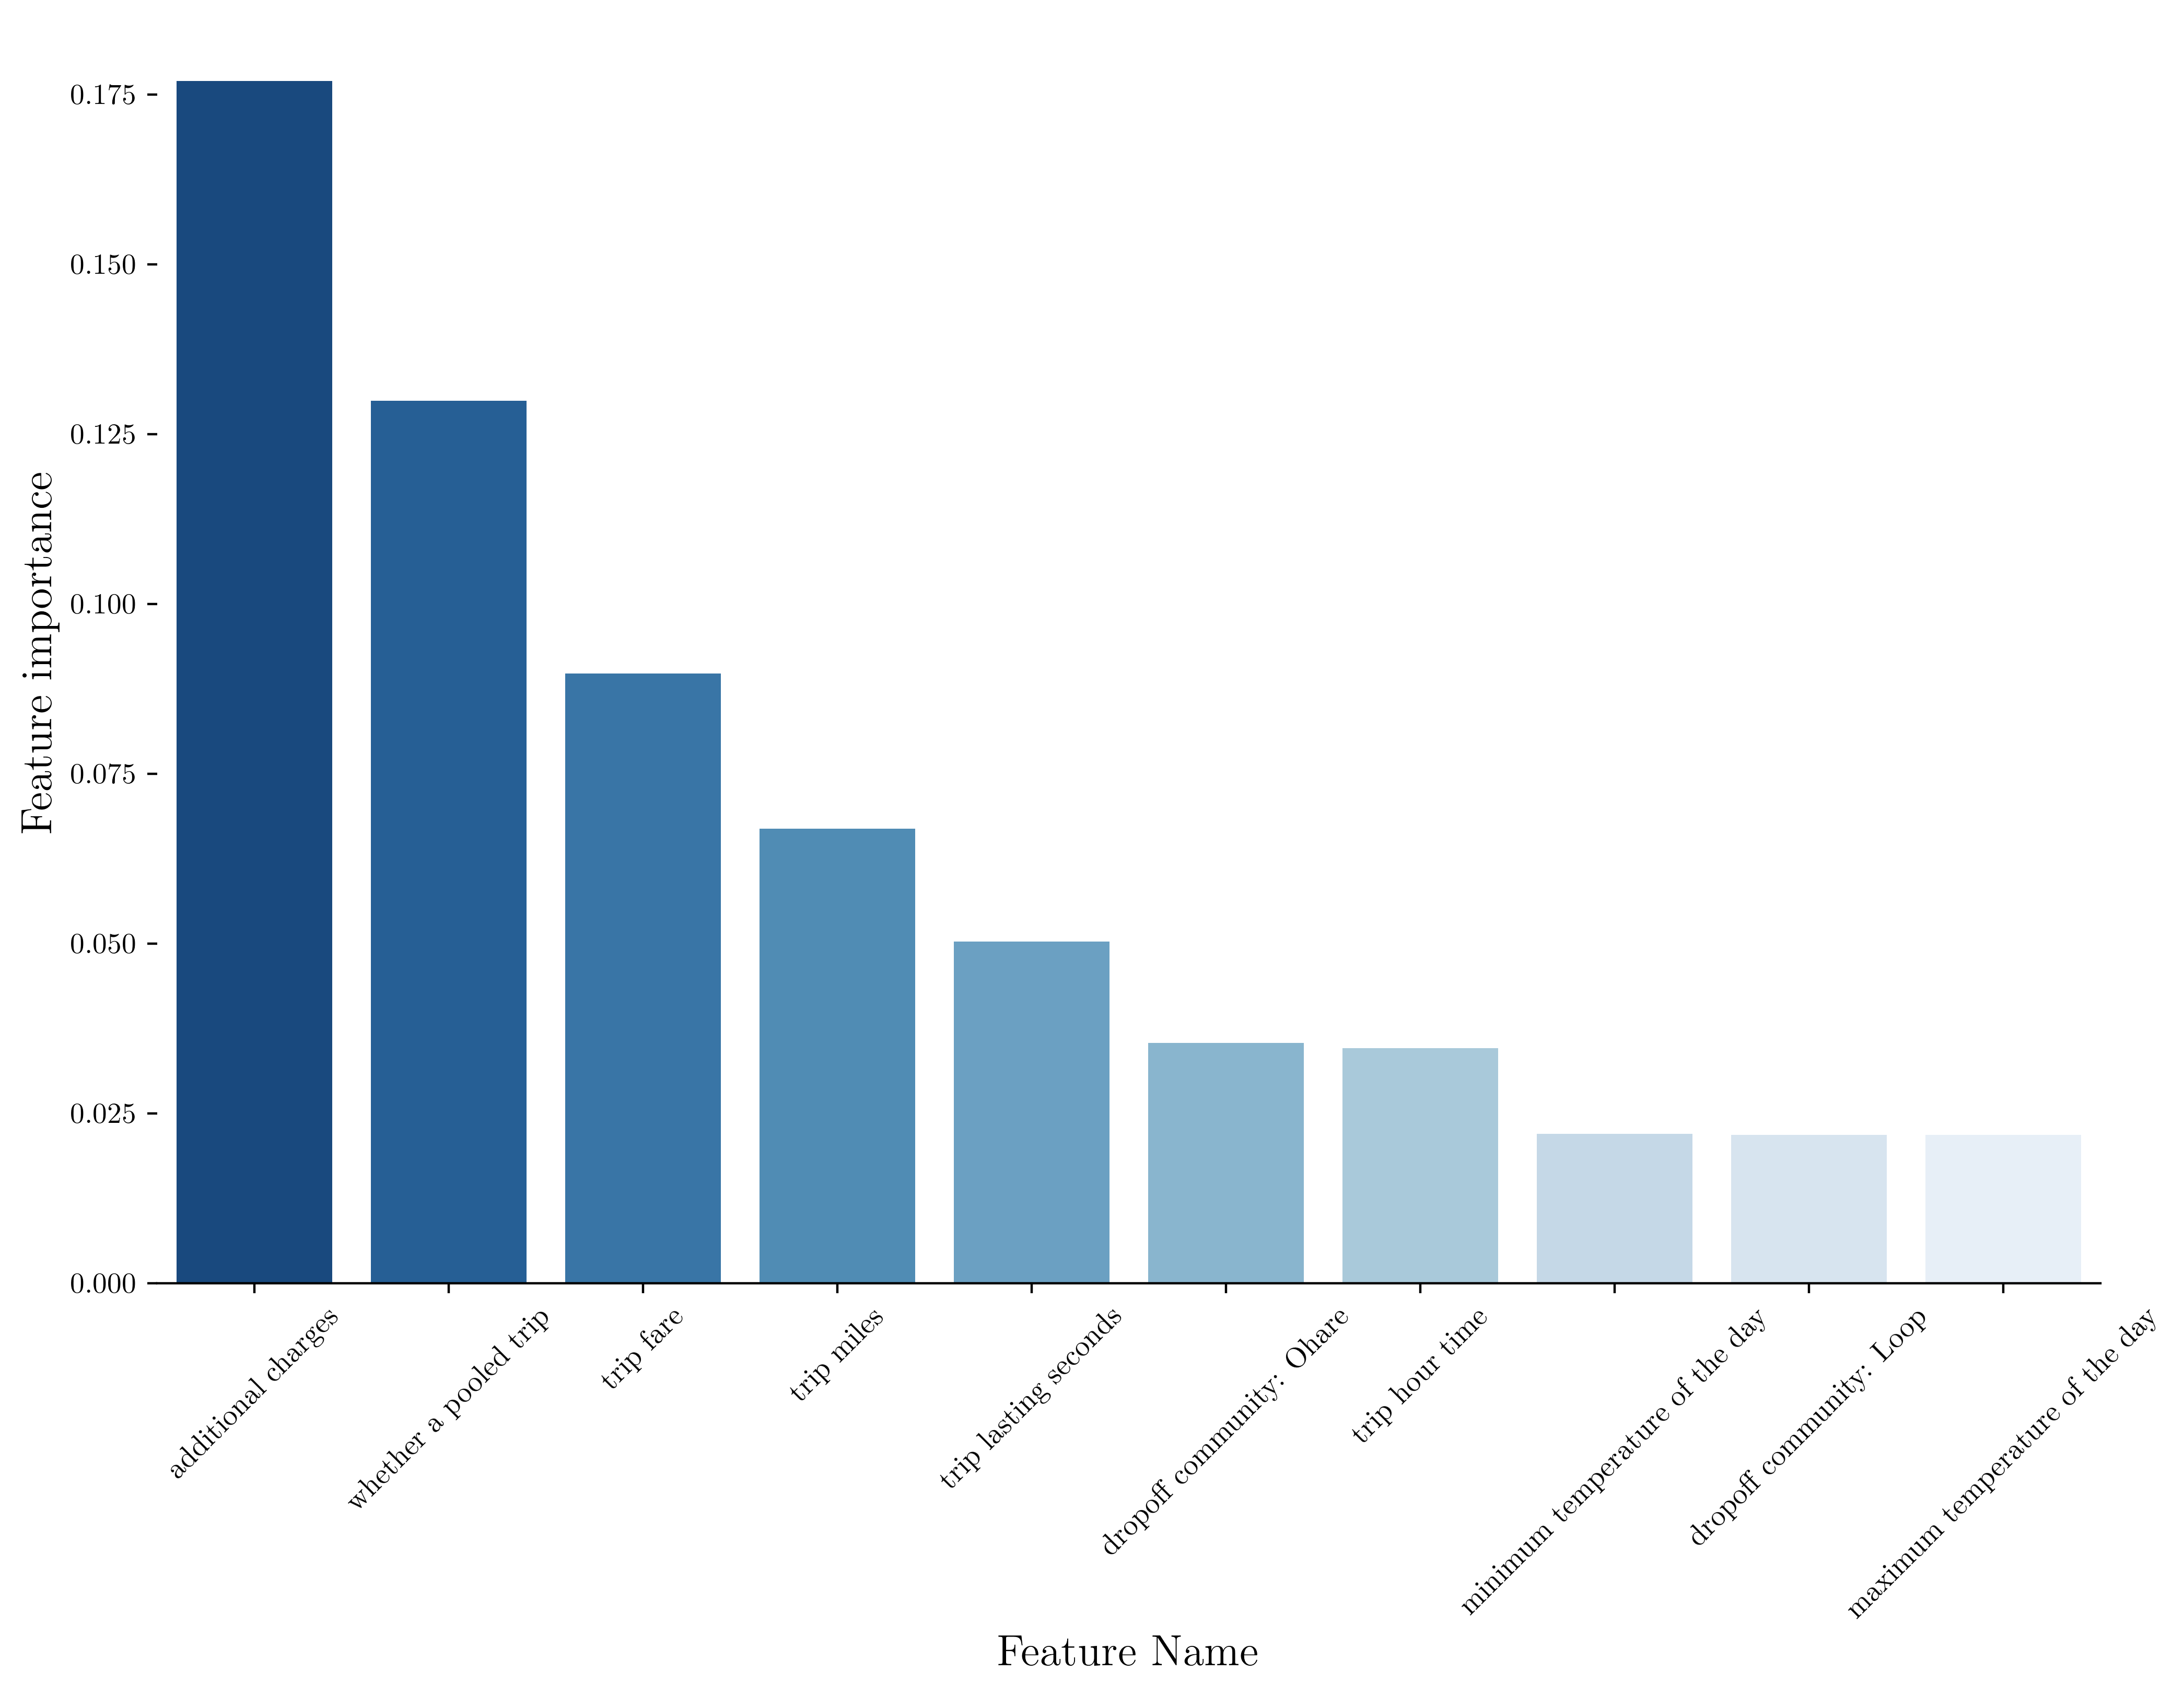 Feature importance
0.175
0.150
0.125
0.100
0.075
0.050
0.025
0.000
additional charges
whether a pooled trip
trip fare
trip miles
trip lasting seconds
dropoff community: Ohare
trip hour time
minimum temperature of the day
dropoff community: Loop
maximum temperature of the day
Feature Name